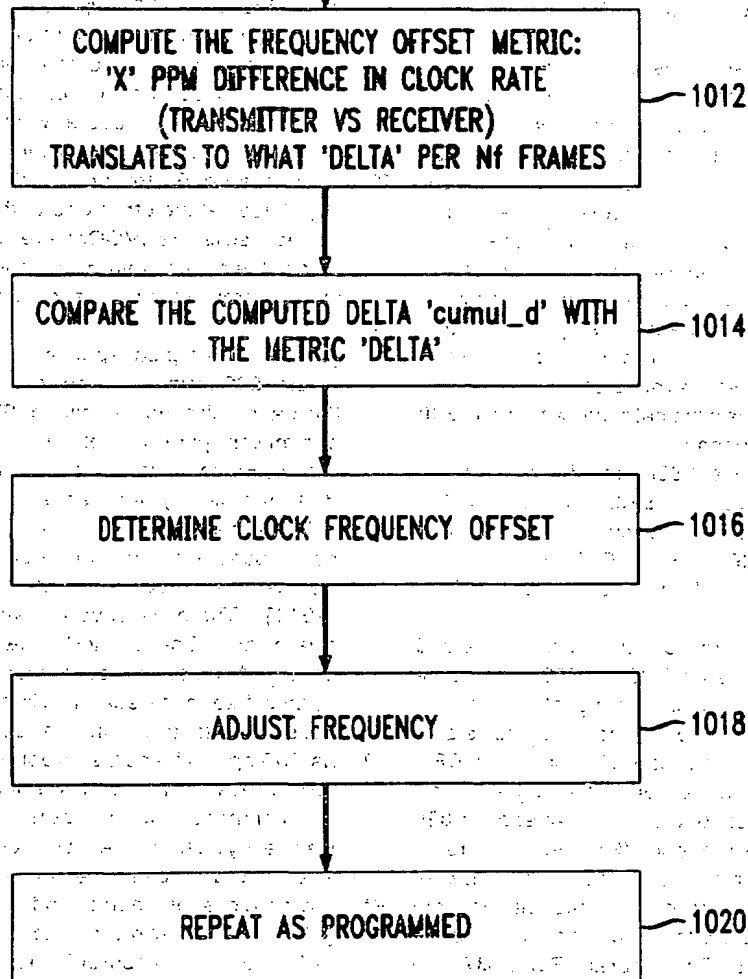 COMPUTE THE FREQUENCY OFFSET METRIC:
'X' PPM DIFFERENCE IN CLOCK RATE
(TRANSMITTER VS RECEIVER)
TRANSLATES TO WHAT 'DELTA' PER Nf FRAMES
1012
COMPARE THE COMPUTED DELTA 'cumul_d' WITH
THE METRIC 'DELTA'
1014
DETERMINE CLOCK FREQUENCY OFFSET
1016
ADJUST FREQUENCY
1018
REPEAT AS PROGRAMMED
1020